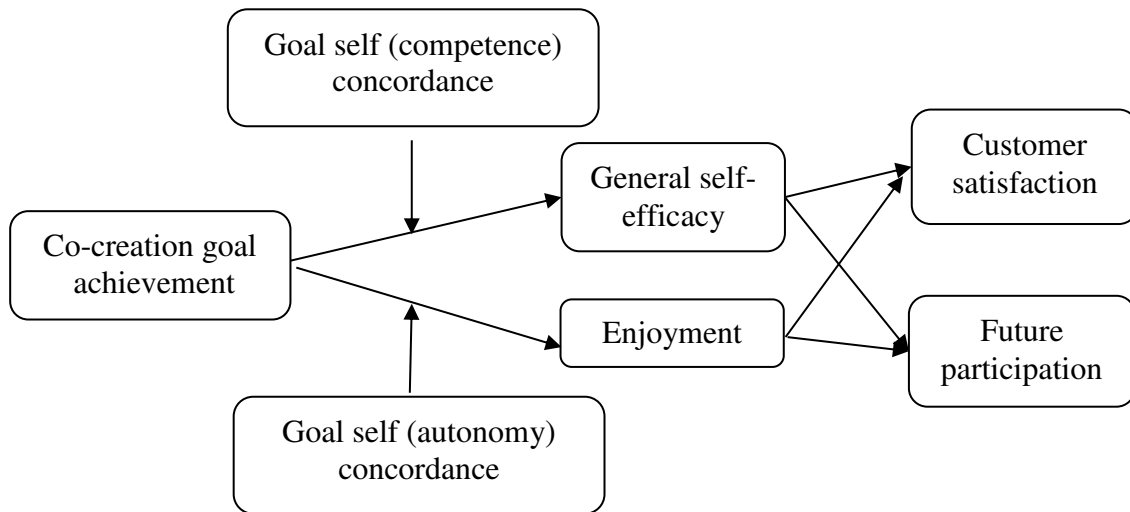 Goal self (competence)
concordance
Customer
satisfaction
General self-
efficacy
Co-creation goal
achievement
Enjoyment
Future
participation
Goal self (autonomy)
concordance